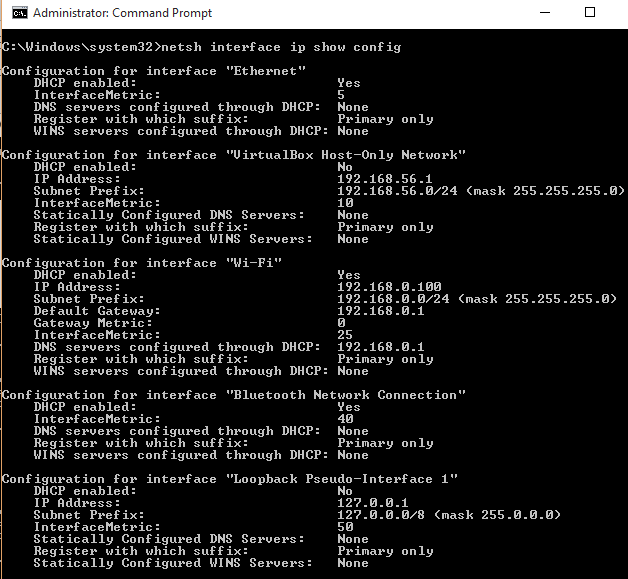 Administrator: Command Prompt
C:\Windows\system32>netsh interface ip show config
Configuration for interface "Ethernet"
DHCP enabled: Yes
InterfaceMetric: 5
DNS servers configured through DHCP: None
Register with which suffix: Primary only
WINS servers configured through DHCP: None
Configuration for interface "VirtualBox Host-Only Network"
DHCP enabled: No
IP Address: 192.168.56.1
Subnet Prefix: 192.168.56.0/24 (mask 255.255.255.0)
InterfaceMetric: 10
Statically Configured DNS Servers: None
Register with which suffix: Primary only
Statically Configured WINS Servers: None
Configuration for interface "Wi-Fi"
DHCP enabled: Yes
IP Address: 192.168.0.100
Subnet Prefix: 192.168.0.0/24 (mask 255.255.255.0)
Default Gateway: 192.168.0.1
Gateway Metric: 0
InterfaceMetric: 25
DNS servers configured through DHCP: 192.168.0.1
Register with which suffix: Primary only
WINS servers configured through DHCP: None
Configuration for interface "Bluetooth Network Connection"
DHCP enabled: Yes
InterfaceMetric: 40
DNS servers configured through DHCP: None
Register with which suffix: Primary only
WINS servers configured through DHCP: None
Configuration for interface "Loopback Pseudo-Interface 1"
DHCP enabled: No
IP Address: 127.0.0.1
Subnet Prefix: 127.0.0.0/8 (mask 255.0.0.0)
InterfaceMetric: 50
Statically Configured DNS Servers: None
Register with which suffix: Primary only
Statically Configured WINS Servers: None